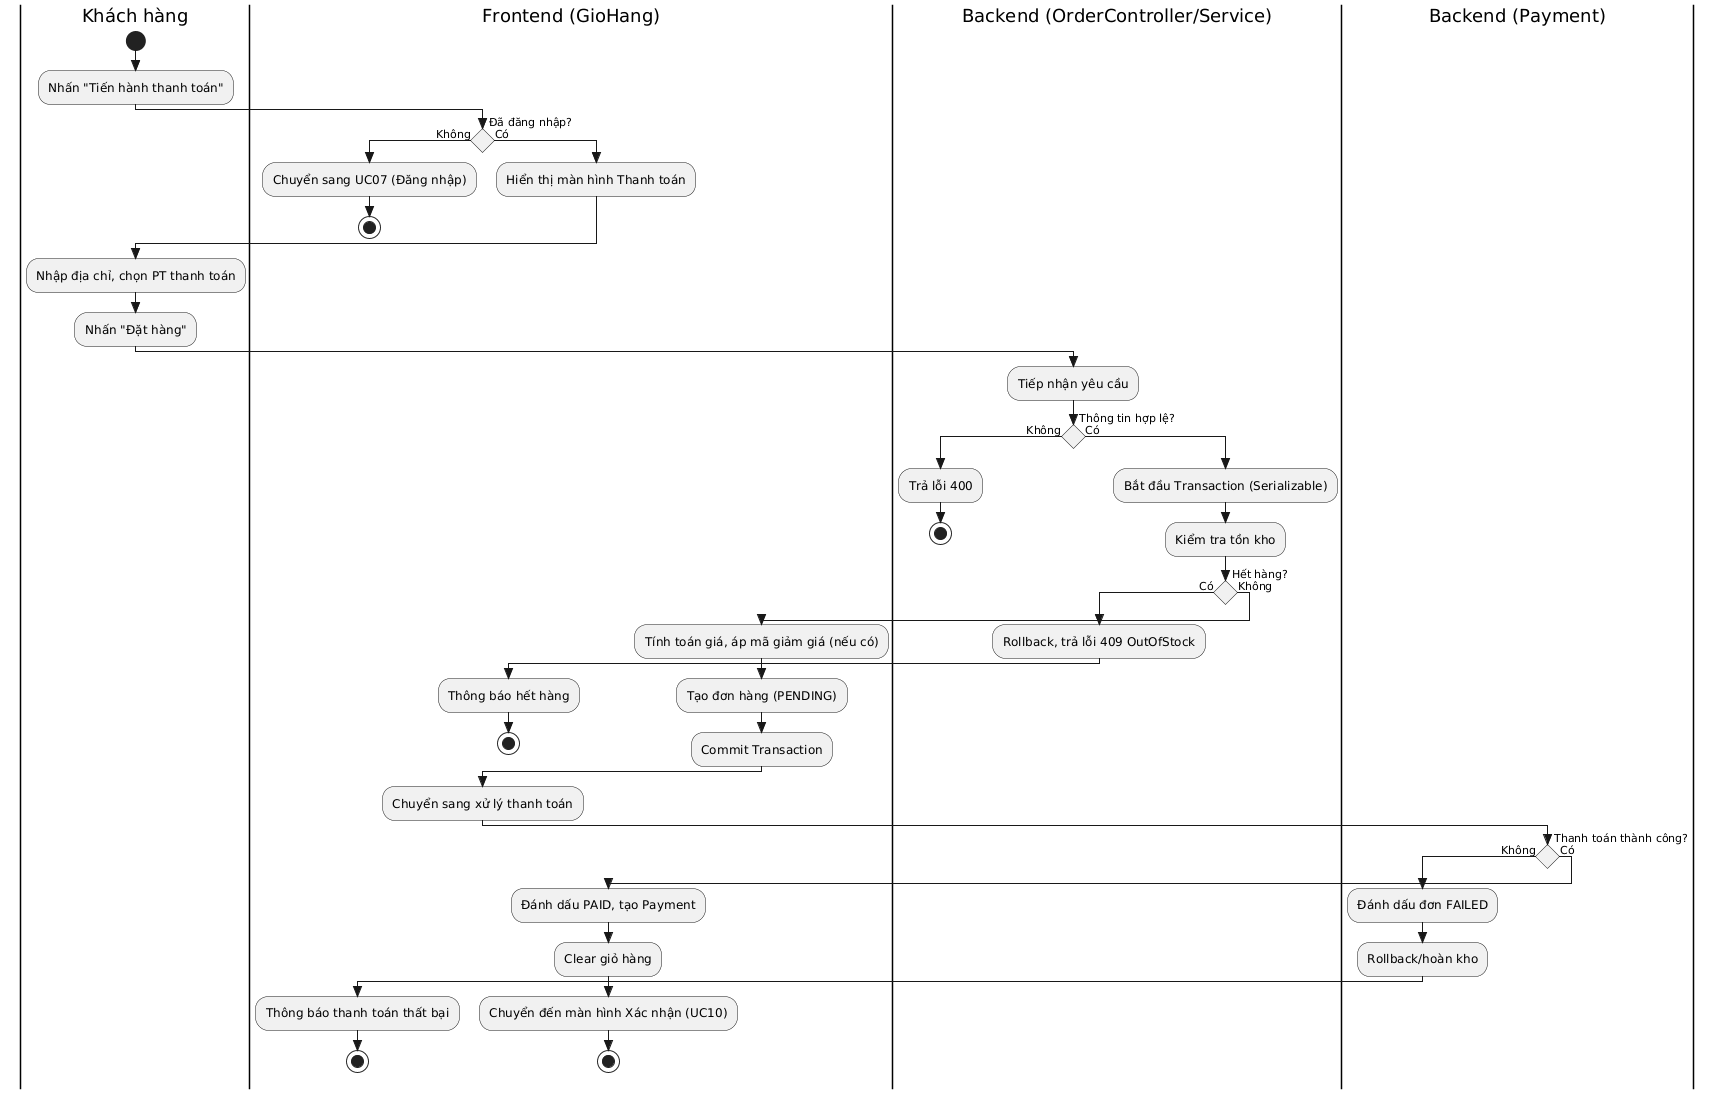 Khách hàng
Frontend (GioHang)
Backend (OrderController/Service)
Backend (Payment)
Nhấn "Tiến hành thanh toán"
Đã đăng nhập?
Không
Có
Chuyển sang UC07 (Đăng nhập)
Hiển thị màn hình Thanh toán
Nhập địa chỉ, chọn PT thanh toán
Nhấn "Đặt hàng"
Tiếp nhận yêu cầu
Thông tin hợp lệ?
Không
Có
Trả lỗi 400
Bắt đầu Transaction (Serializable)
Kiểm tra tồn kho
Hết hàng?
Có
Không
Tính toán giá, áp mã giảm giá (nếu có)
Rollback, trả lỗi 409 OutOfStock
Thông báo hết hàng
Tạo đơn hàng (PENDING)
Commit Transaction
Chuyển sang xử lý thanh toán
Thanh toán thành công?
Không
Có
Đánh dấu PAID, tạo Payment
Đánh dấu đơn FAILED
Clear giỏ hàng
Rollback/hoàn kho
Thông báo thanh toán thất bại
Chuyển đến màn hình Xác nhận (UC10)